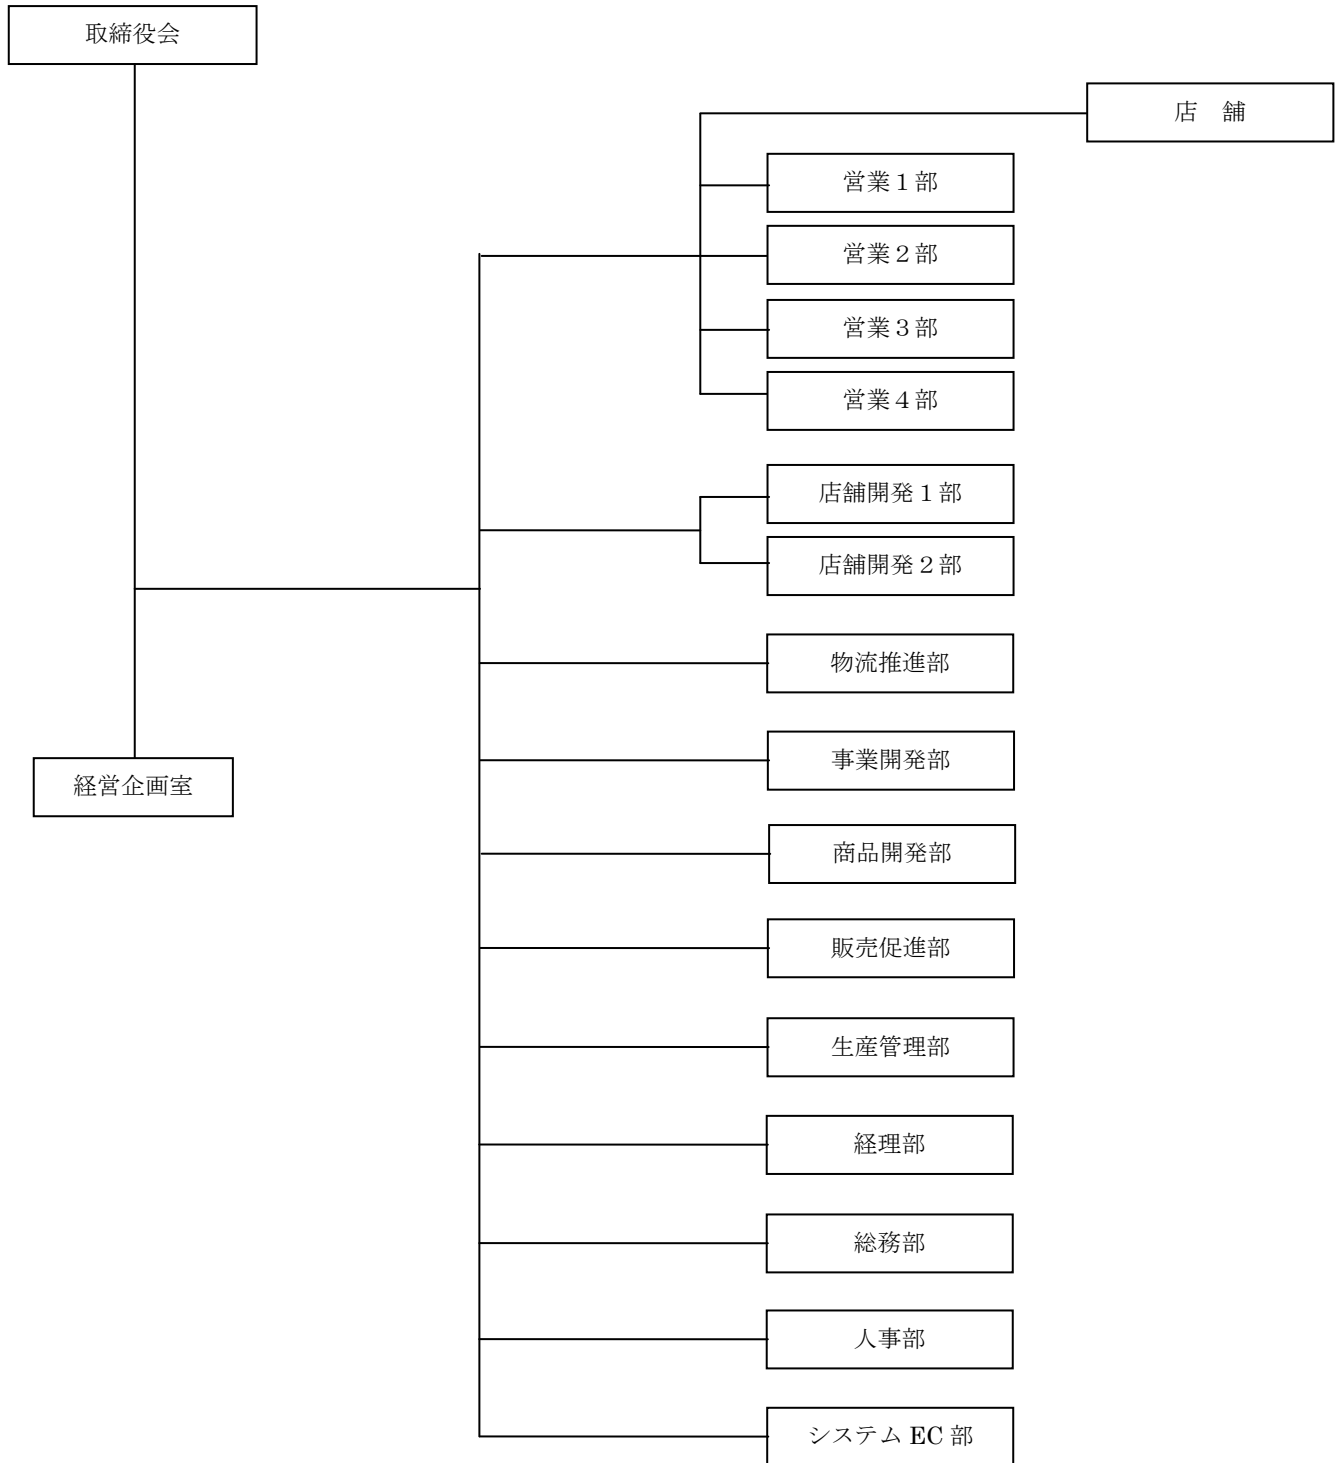 取締役会
店　舗
営業１部
営業２部
営業３部
営業４部
店舗開発１部
店舗開発２部
物流推進部
事業開発部
経営企画室
商品開発部
販売促進部
生産管理部
経理部
総務部
人事部
システム EC 部